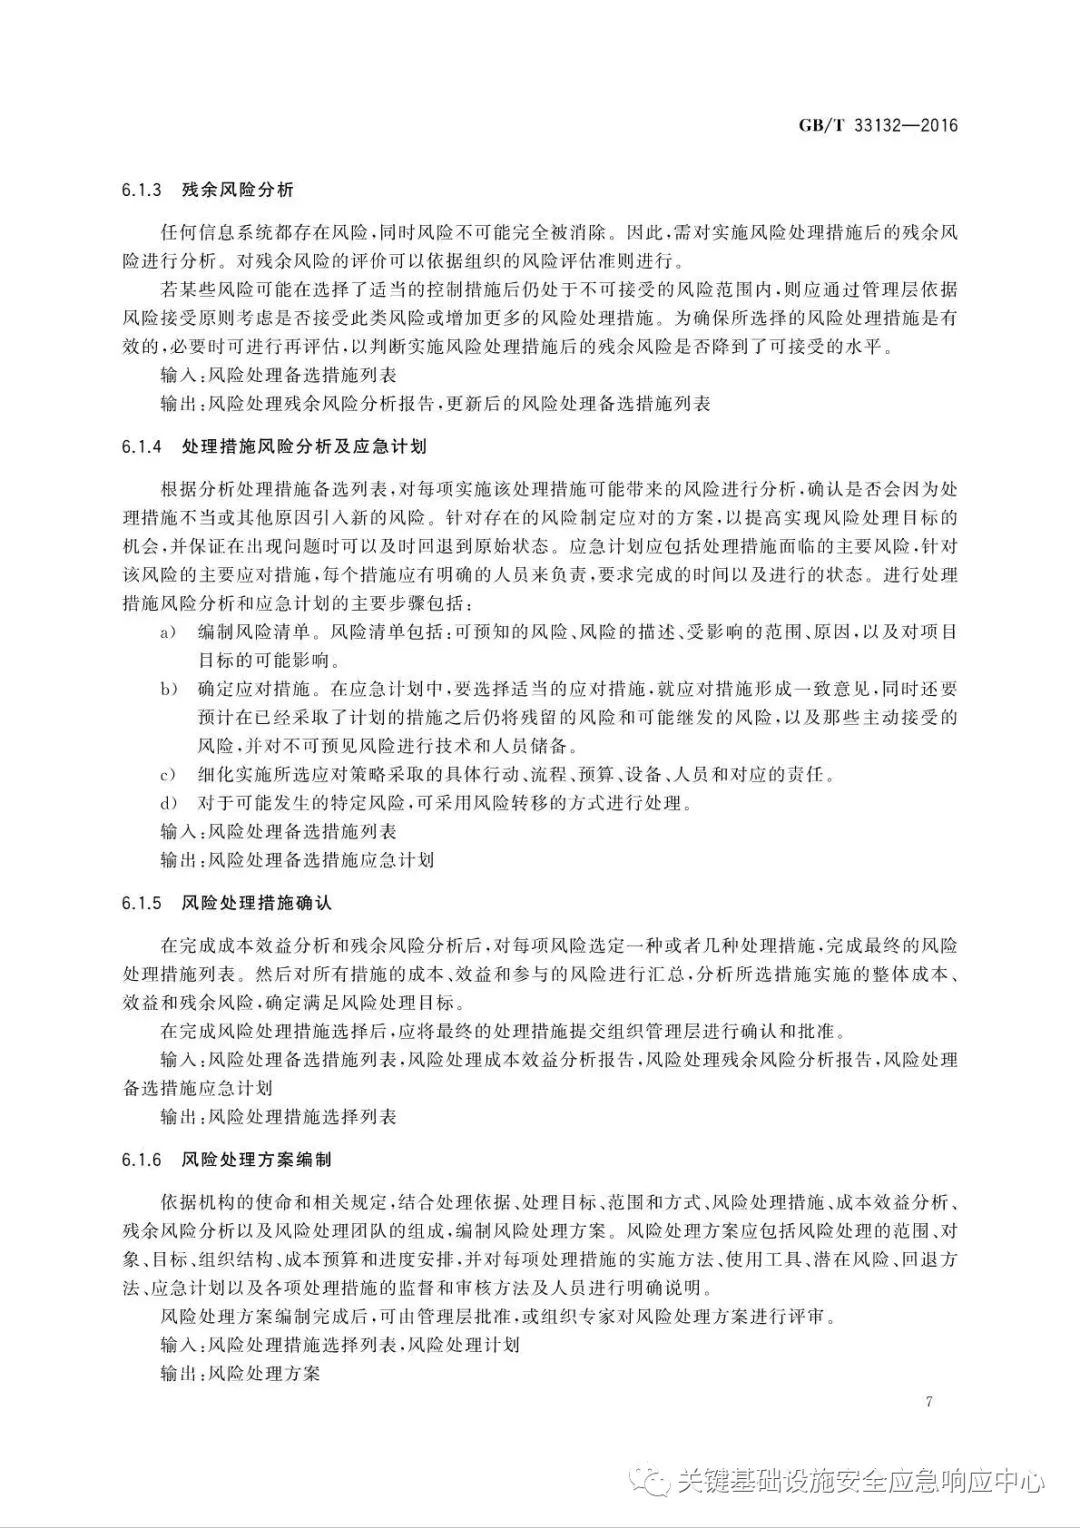 GB/T 33132—2016
6.1.3 残余风险分析
任何信息系统都存在风险,同时风险不可能完全被消除。因此,需对实施风险处理措施后的残余风
险进行分析。对残余风险的评价可以依据组织的风险评估准则进行。
若某些风险可能在选择了适当的控制措施后仍处于不可接受的风险范围内,则应通过管理层依据
风险接受原则考虑是否接受此类风险或增加更多的风险处理措施。为确保所选择的风险处理措施是有
效的,必要时可进行再评估,以判断实施风险处理措施后的残余风险是否降到了可接受的水平。
输入:风险处理备选措施列表
输出:风险处理残余风险分析报告,更新后的风险处理备选措施列表
6.1.4 处理措施风险分析及应急计划
根据分析处理措施备选列表,对每项实施该处理措施可能带来的风险进行分析,确认是否会因为处
理措施不当或其他原因引入新的风险。针对存在的风险制定应对的方案,以提高实现风险处理目标的
机会,并保证在出现问题时可以及时回退到原始状态。应急计划应包括处理措施面临的主要风险,针对
该风险的主要应对措施,每个措施应有明确的人员来负责,要求完成的时间以及进行的状态。进行处理
措施风险分析和应急计划的主要步骤包括:
a) 编制风险清单。风险清单包括:可预知的风险、风险的描述、受影响的范围、原因,以及对项目
目标的可能影响。
b) 确定应对措施。在应急计划中,要选择适当的应对措施,就应对措施形成一致意见,同时还要
预计在已经采取了计划的措施之后仍将残留的风险和可能继发的风险,以及那些主动接受的
风险,并对不可预见风险进行技术和人员储备。
c) 细化实施所选应对策略采取的具体行动、流程、预算、设备、人员和对应的责任。
d) 对于可能发生的特定风险,可采用风险转移的方式进行处理。
输入:风险处理备选措施列表
输出:风险处理备选措施应急计划
6.1.5 风险处理措施确认
在完成成本效益分析和残余风险分析后,对每项风险选定一种或者几种处理措施,完成最终的风险
处理措施列表。然后对所有措施的成本、效益和参与的风险进行汇总,分析所选措施实施的整体成本、
效益和残余风险,确定满足风险处理目标。
在完成风险处理措施选择后,应将最终的处理措施提交组织管理层进行确认和批准。
输入:风险处理备选措施列表,风险处理成本效益分析报告,风险处理残余风险分析报告,风险处理
备选措施应急计划
输出:风险处理措施选择列表
6.1.6 风险处理方案编制
依据机构的使命和相关规定,结合处理依据、处理目标、范围和方式、风险处理措施、成本效益分析、
残余风险分析以及风险处理团队的组成,编制风险处理方案。风险处理方案应包括风险处理的范围、对
象、目标、组织结构、成本预算和进度安排,并对每项处理措施的实施方法、使用工具、潜在风险、回退方
法、应急计划以及各项处理措施的监督和审核方法及人员进行明确说明。
风险处理方案编制完成后,可由管理层批准,或组织专家对风险处理方案进行评审。
输入:风险处理措施选择列表,风险处理计划
输出:风险处理方案
7
关键基础设施安全应急响应中心